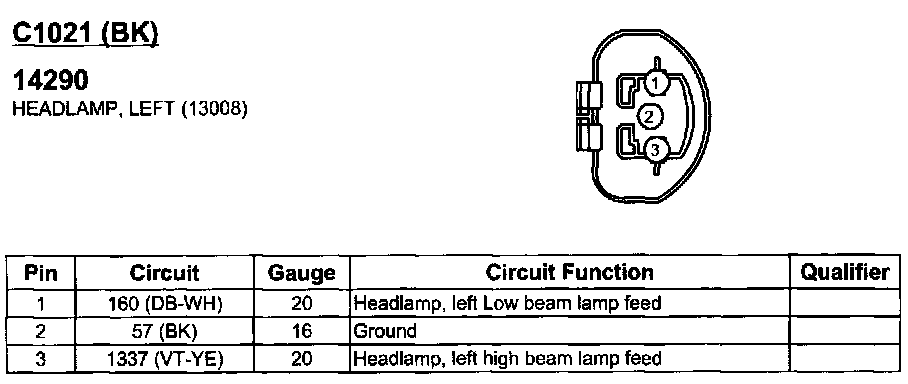 C1021 (BK)
14290
HEADLAMP, LEFT (13008)
1
2
3
Pin Circuit Gauge Circuit Function Qualifier
1 160 (DB-WH) 20 Headlamp, left Low beam lamp feed
2 57 (BK) 16 Ground
3 1337 (VT-YE) 20 Headlamp, left high beam lamp feed